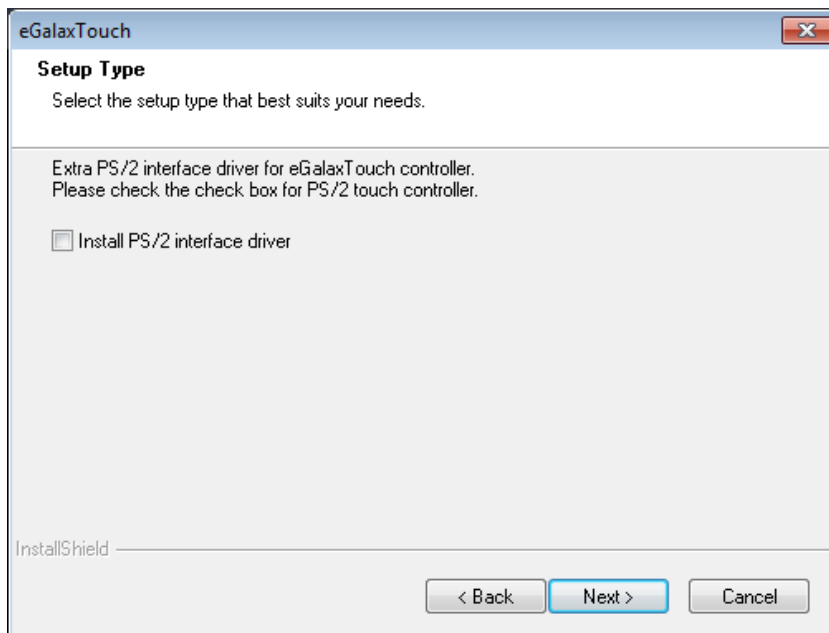 eGalaxTouch
Setup Type
Select the setup type that best suits your needs.
Extra PS/2 interface driver for eGalaxTouch controller.
Please check the check box for PS/2 touch controller.
Install PS/2 interface driver
InstallShield
< Back Next > Cancel